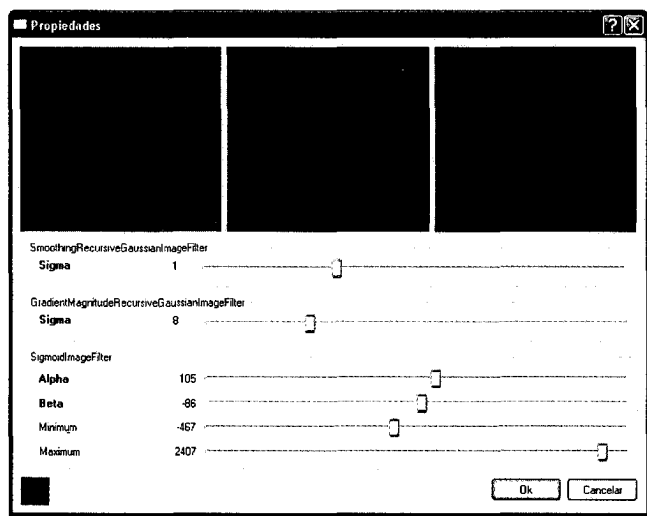 Propiedades
SmoothingRecursiveGaussianImageFilter
Sigma 1
GradientMagnitudeRecursiveGaussianImageFilter
Sigma 8
SigmoidImageFilter
Alpha 105
Beta -86
Minimum -467
Maximum 2407
Ok Cancelar